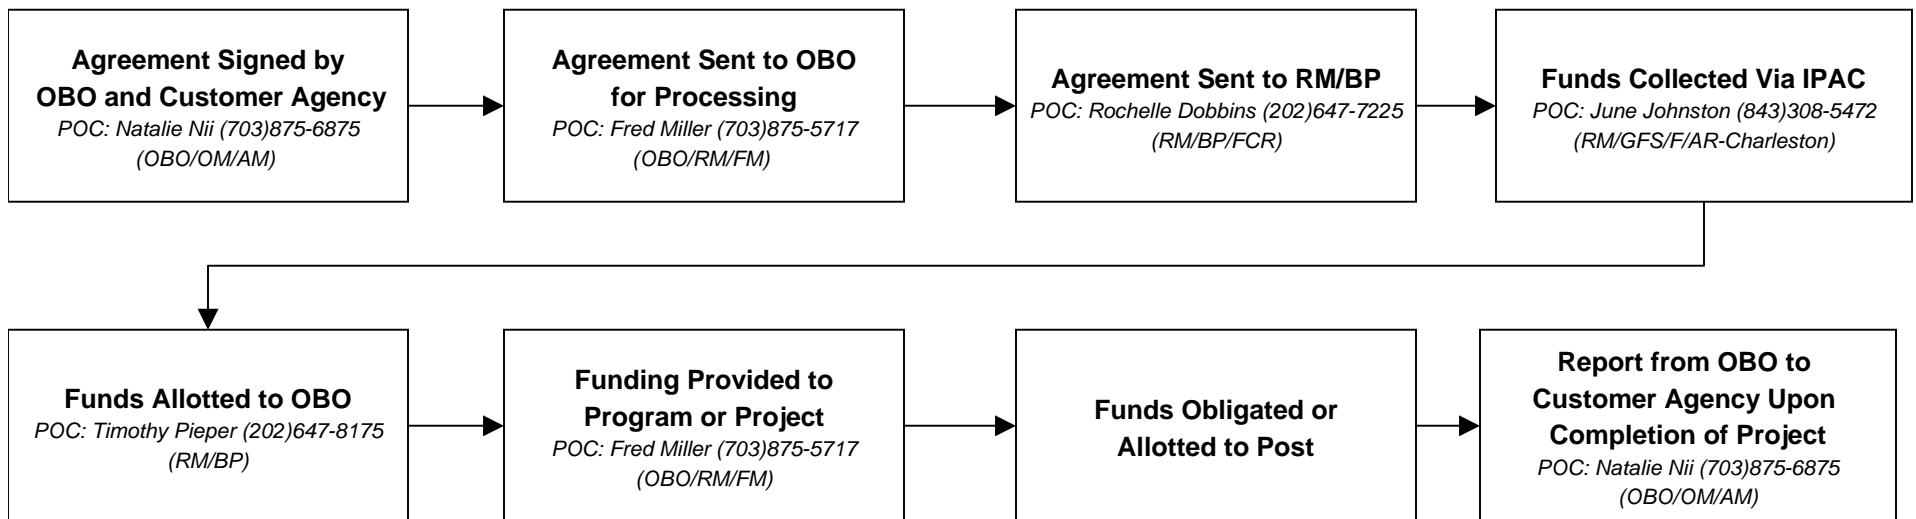 Agreement Signed by
OBO and Customer Agency
POC: Natalie Nii (703)875-6875
(OBO/OM/AM)
Agreement Sent to OBO
for Processing
POC: Fred Miller (703)875-5717
(OBO/RM/FM)
Agreement Sent to RM/BP
POC: Rochelle Dobbins (202)647-7225
(RM/BP/FCR)
Funds Collected Via IPAC
POC: June Johnston (843)308-5472
(RM/GFS/F/AR-Charleston)
Funds Allotted to OBO
POC: Timothy Pieper (202)647-8175
(RM/BP)
Funding Provided to
Program or Project
POC: Fred Miller (703)875-5717
(OBO/RM/FM)
Funds Obligated or
Allotted to Post
Report from OBO to
Customer Agency Upon
Completion of Project
POC: Natalie Nii (703)875-6875
(OBO/OM/AM)